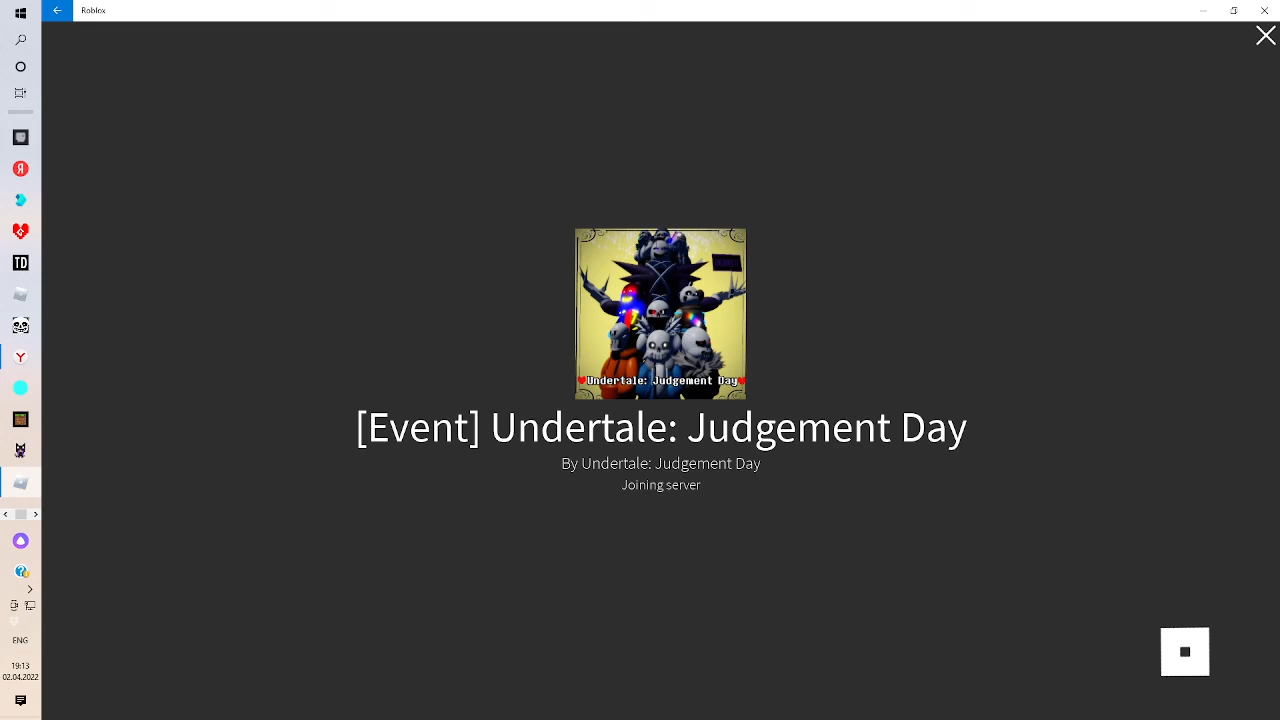 Roblox
Я
TD
Y
Undertale: Judgement Day
[Event] Undertale: Judgement Day
By Undertale: Judgement Day
Joining server
ENG
19:13
02.04.2022